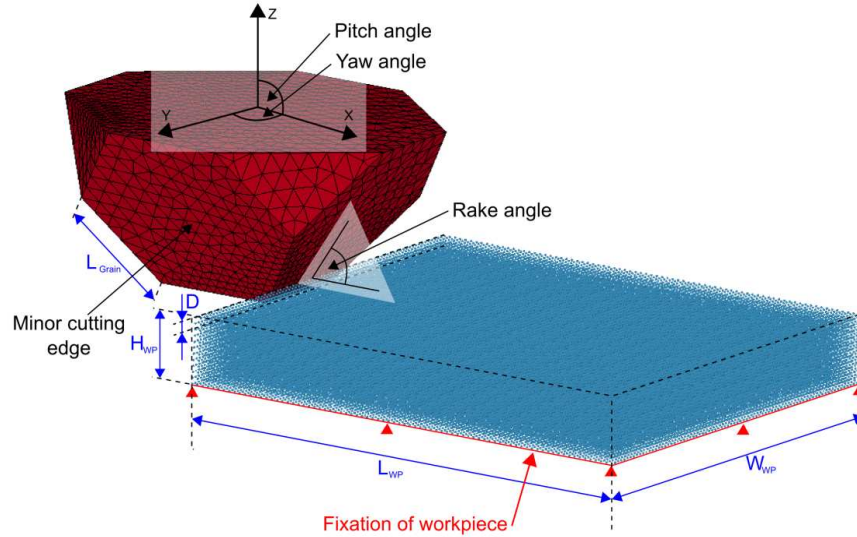 Z
Pitch angle
Yaw angle
Y
X
Rake angle
L Grain
D
Minor cutting
edge
H WP
L WP
W WP
Fixation of workpiece